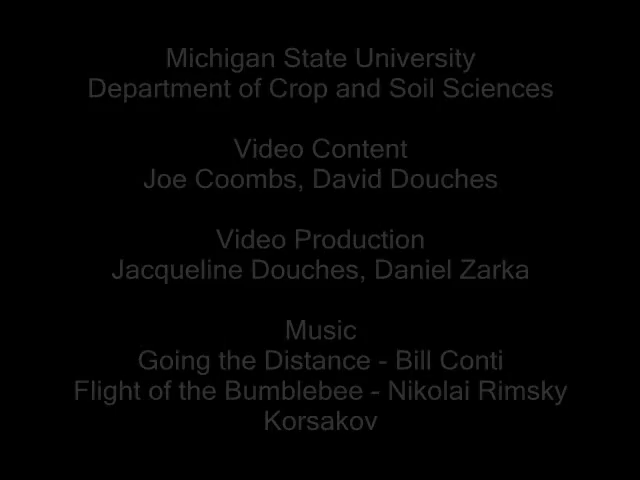 Michigan State University
Department of Crop and Soil Sciences
Video Content
Joe Coombs, David Douches
Video Production
Jacqueline Douches, Daniel Zarka
Music
Going the Distance - Bill Conti
Flight of the Bumblebee - Nikolai Rimsky
Korsakov